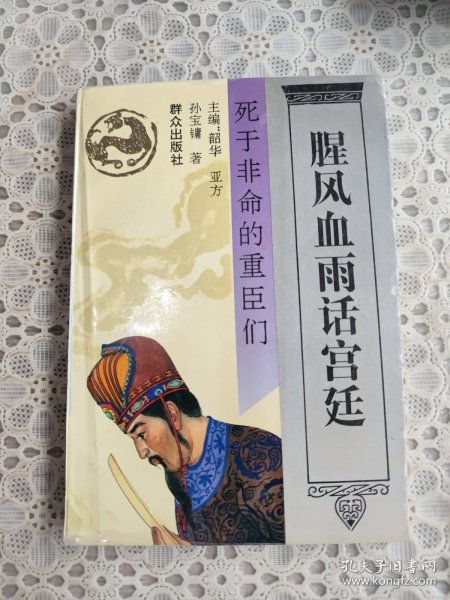 腥风血雨话宫廷
死于非命的重臣们
主编：韶华 亚方
孙宝镛 著
群众出版社
孔夫子旧书网
www.kongfz.com